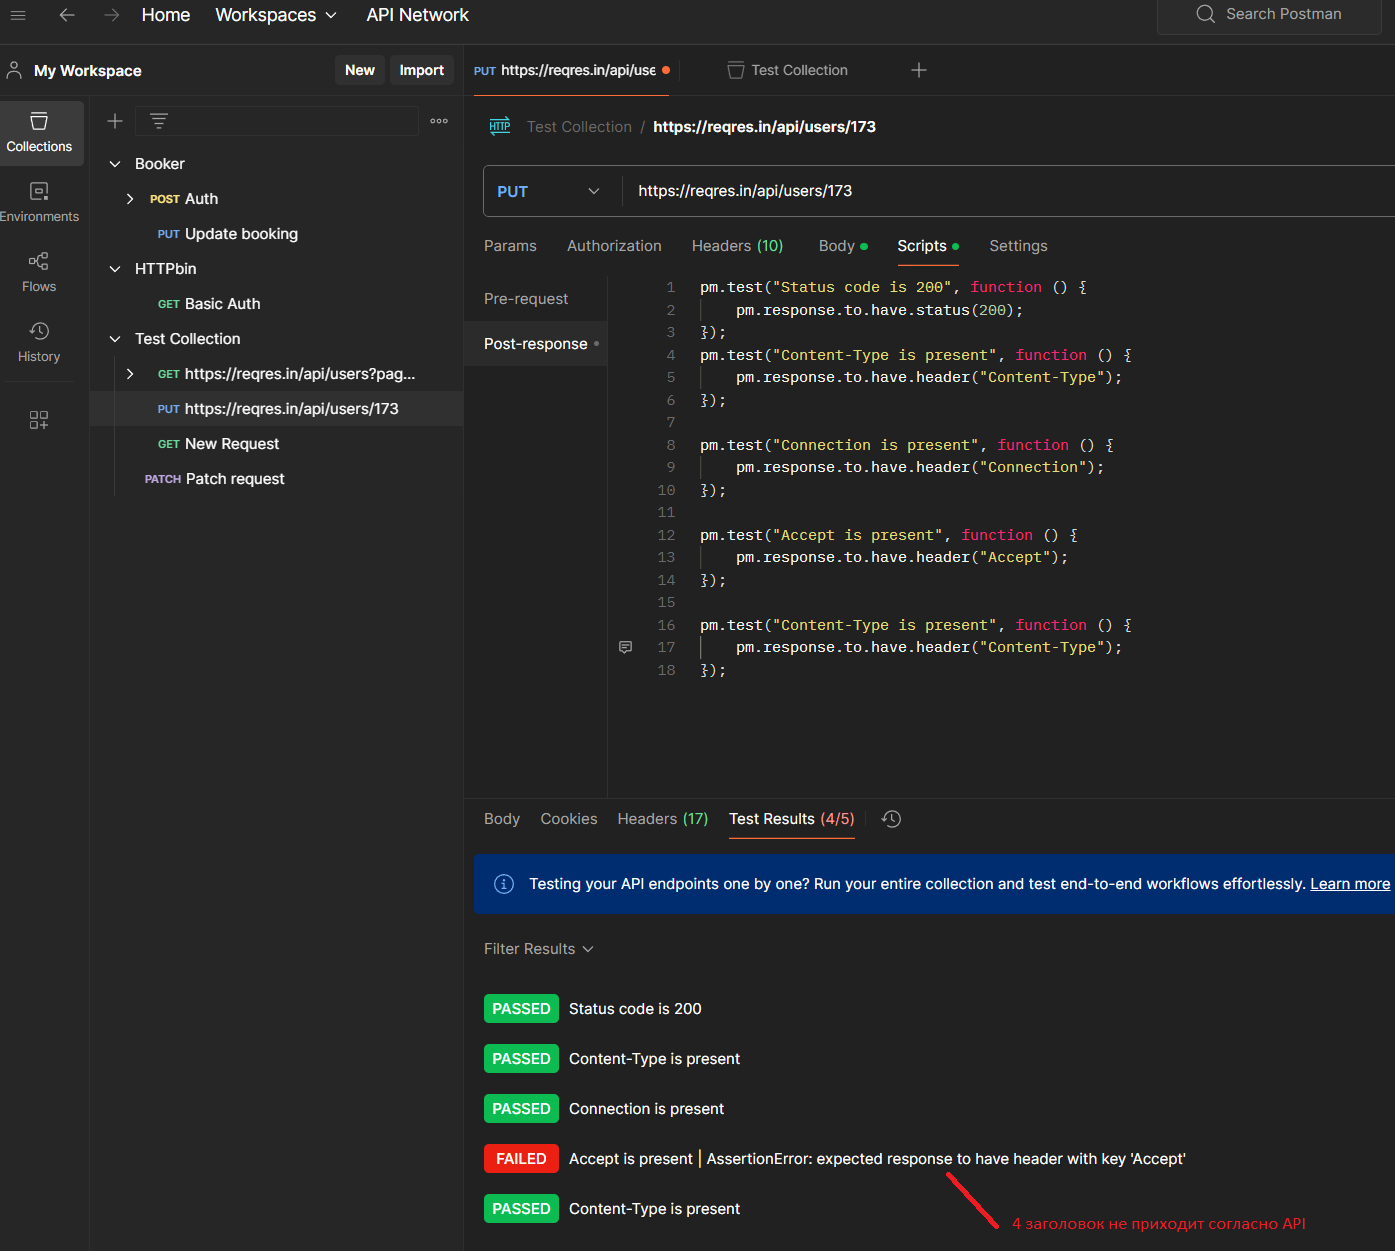 Home Workspaces API Network Search Postman
My Workspace New Import
PUT https://reqres.in/api/use Test Collection
Collections
Environments
Flows
History
Booker
POST Auth
PUT Update booking
HTTPbin
GET Basic Auth
Test Collection
GET https://reqres.in/api/users?pag...
PUT https://reqres.in/api/users/173
GET New Request
PATCH Patch request
HTTP Test Collection / https://reqres.in/api/users/173
PUT https://reqres.in/api/users/173
Params Authorization Headers (10) Body Scripts Settings
Pre-request
Post-response
1 pm.test("Status code is 200", function () {
2 pm.response.to.have.status(200);
3 });
4 pm.test("Content-Type is present", function () {
5 pm.response.to.have.header("Content-Type");
6 });
7
8 pm.test("Connection is present", function () {
9 pm.response.to.have.header("Connection");
10 });
11
12 pm.test("Accept is present", function () {
13 pm.response.to.have.header("Accept");
14 });
15
16 pm.test("Content-Type is present", function () {
17 pm.response.to.have.header("Content-Type");
18 });
Body Cookies Headers (17) Test Results (4/5)
Testing your API endpoints one by one? Run your entire collection and test end-to-end workflows effortlessly. Learn more
Filter Results
PASSED Status code is 200
PASSED Content-Type is present
PASSED Connection is present
FAILED Accept is present | AssertionError: expected response to have header with key 'Accept'
PASSED Content-Type is present
4 заголовок не приходит согласно API